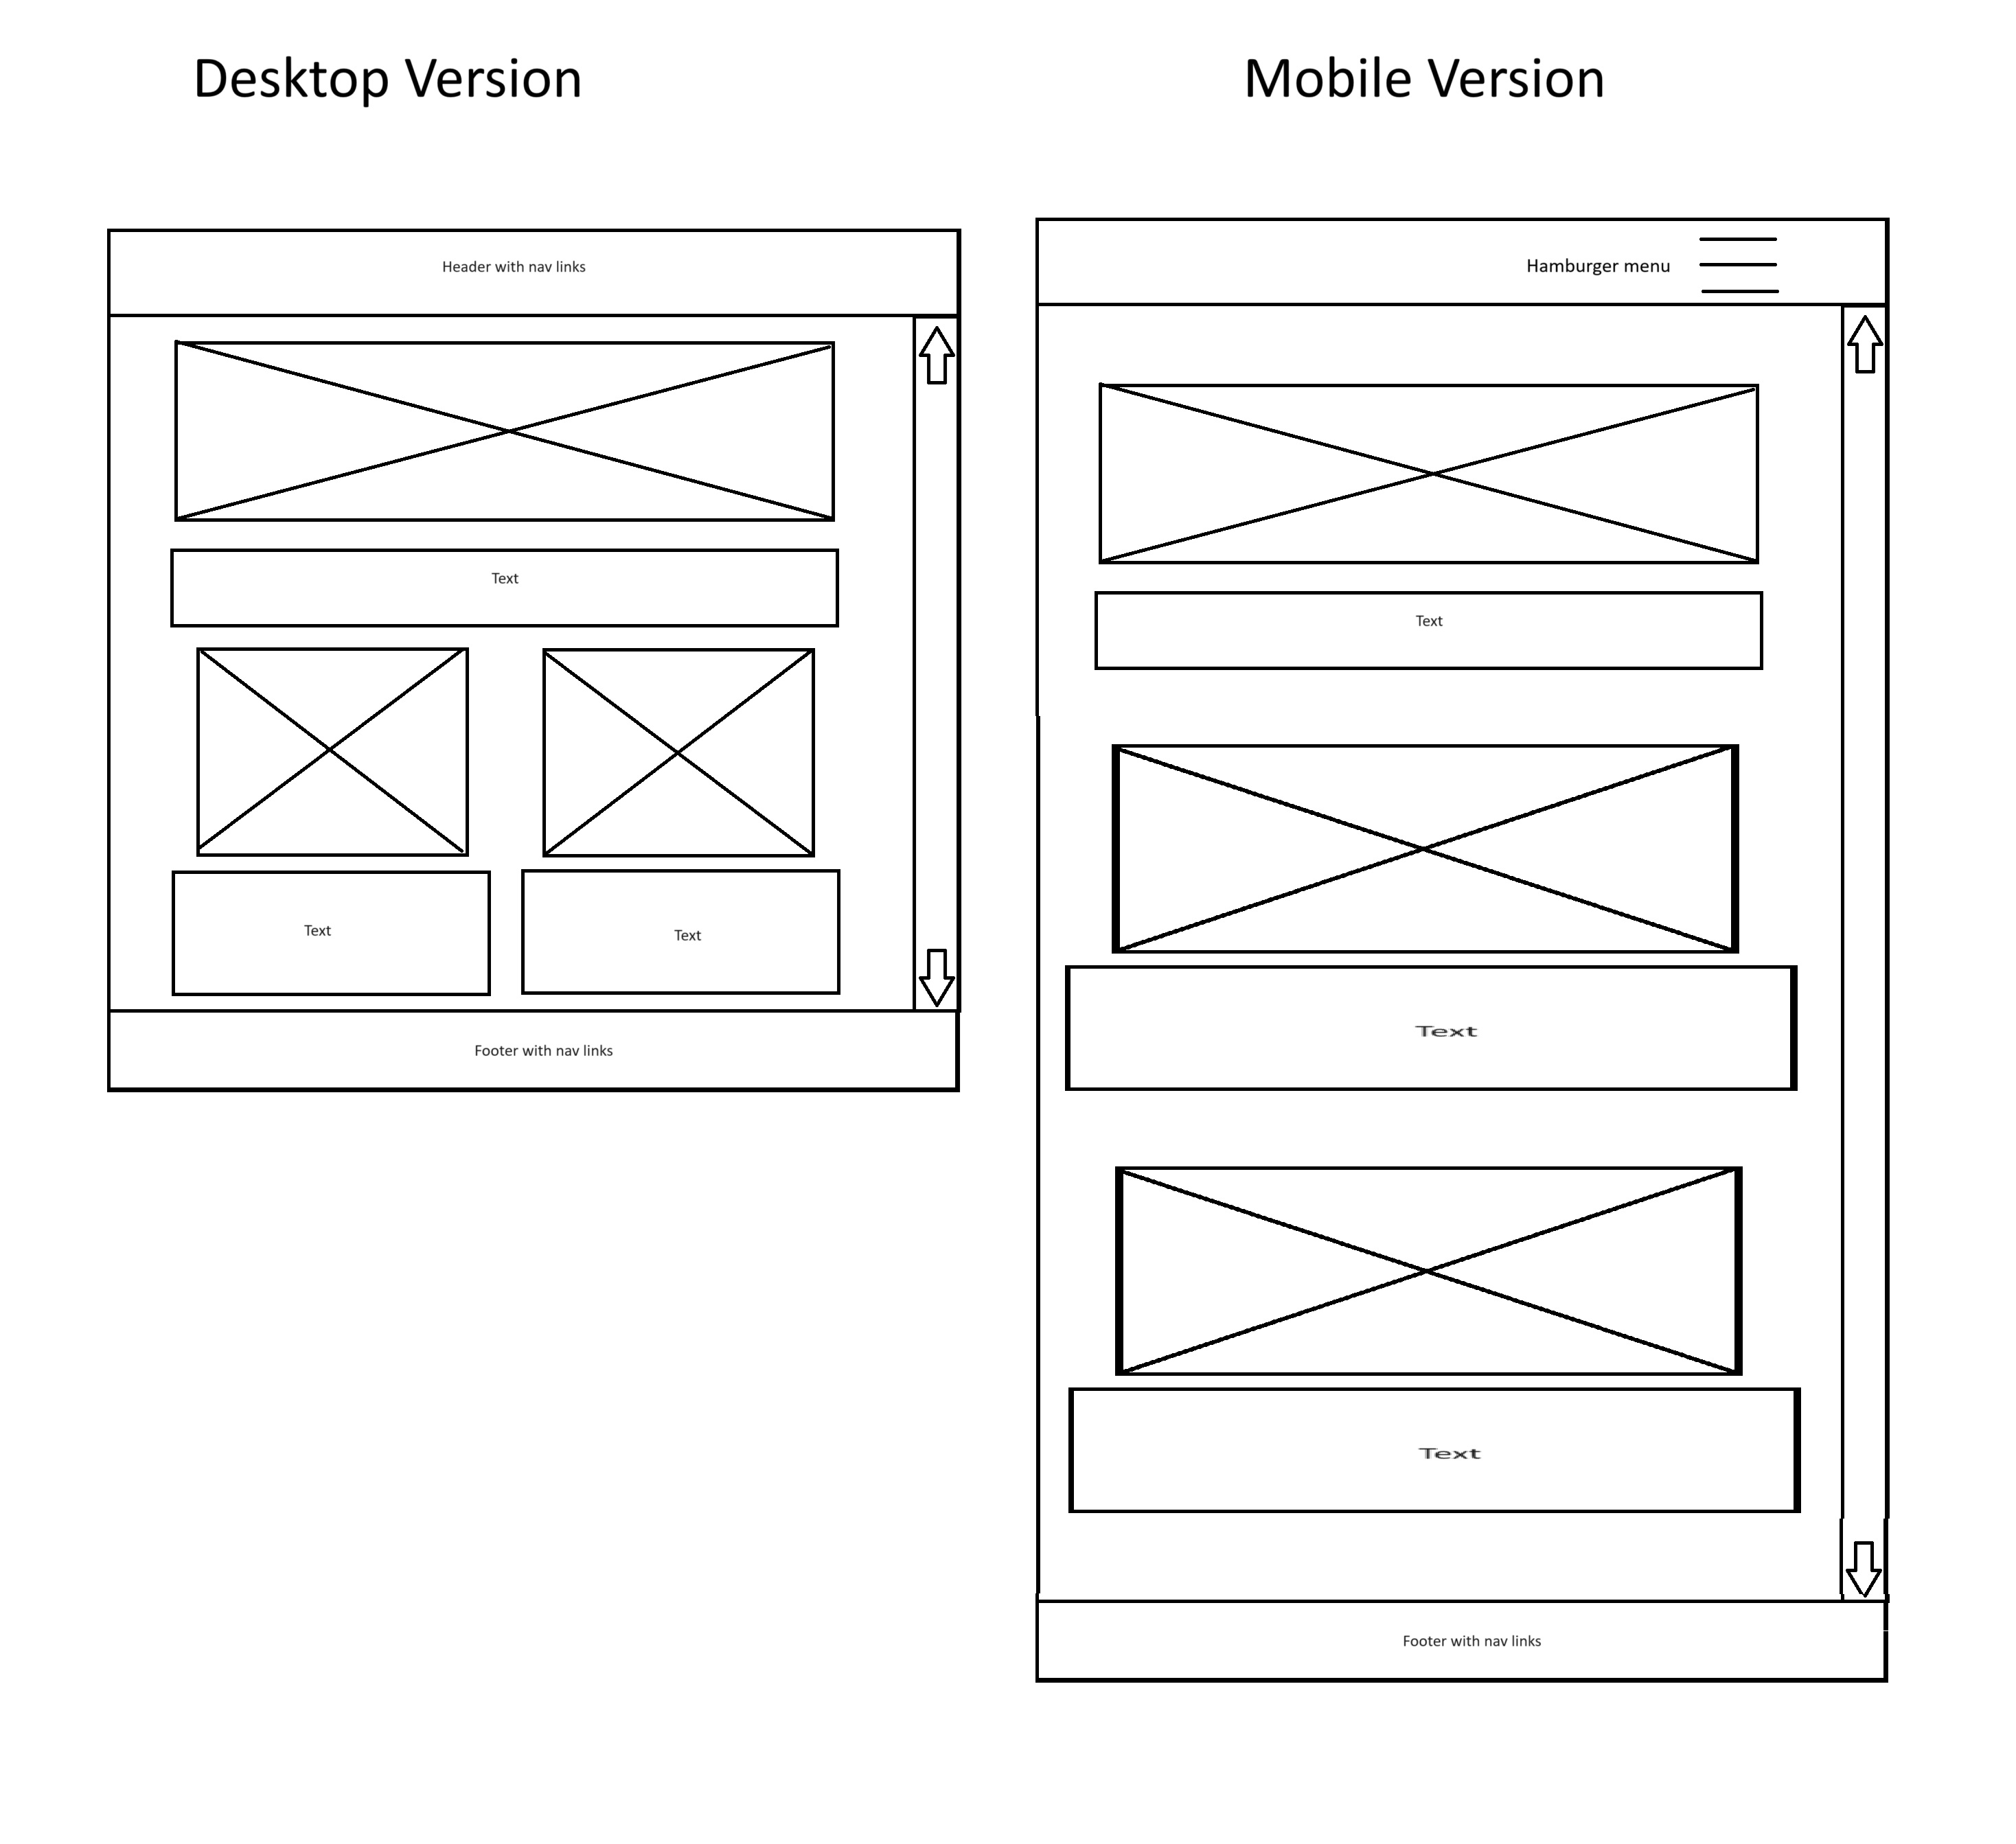 Desktop Version
Header with nav links
Text
Text
Text
Footer with nav links
Mobile Version
Hamburger menu
Text
Text
Text
Footer with nav links